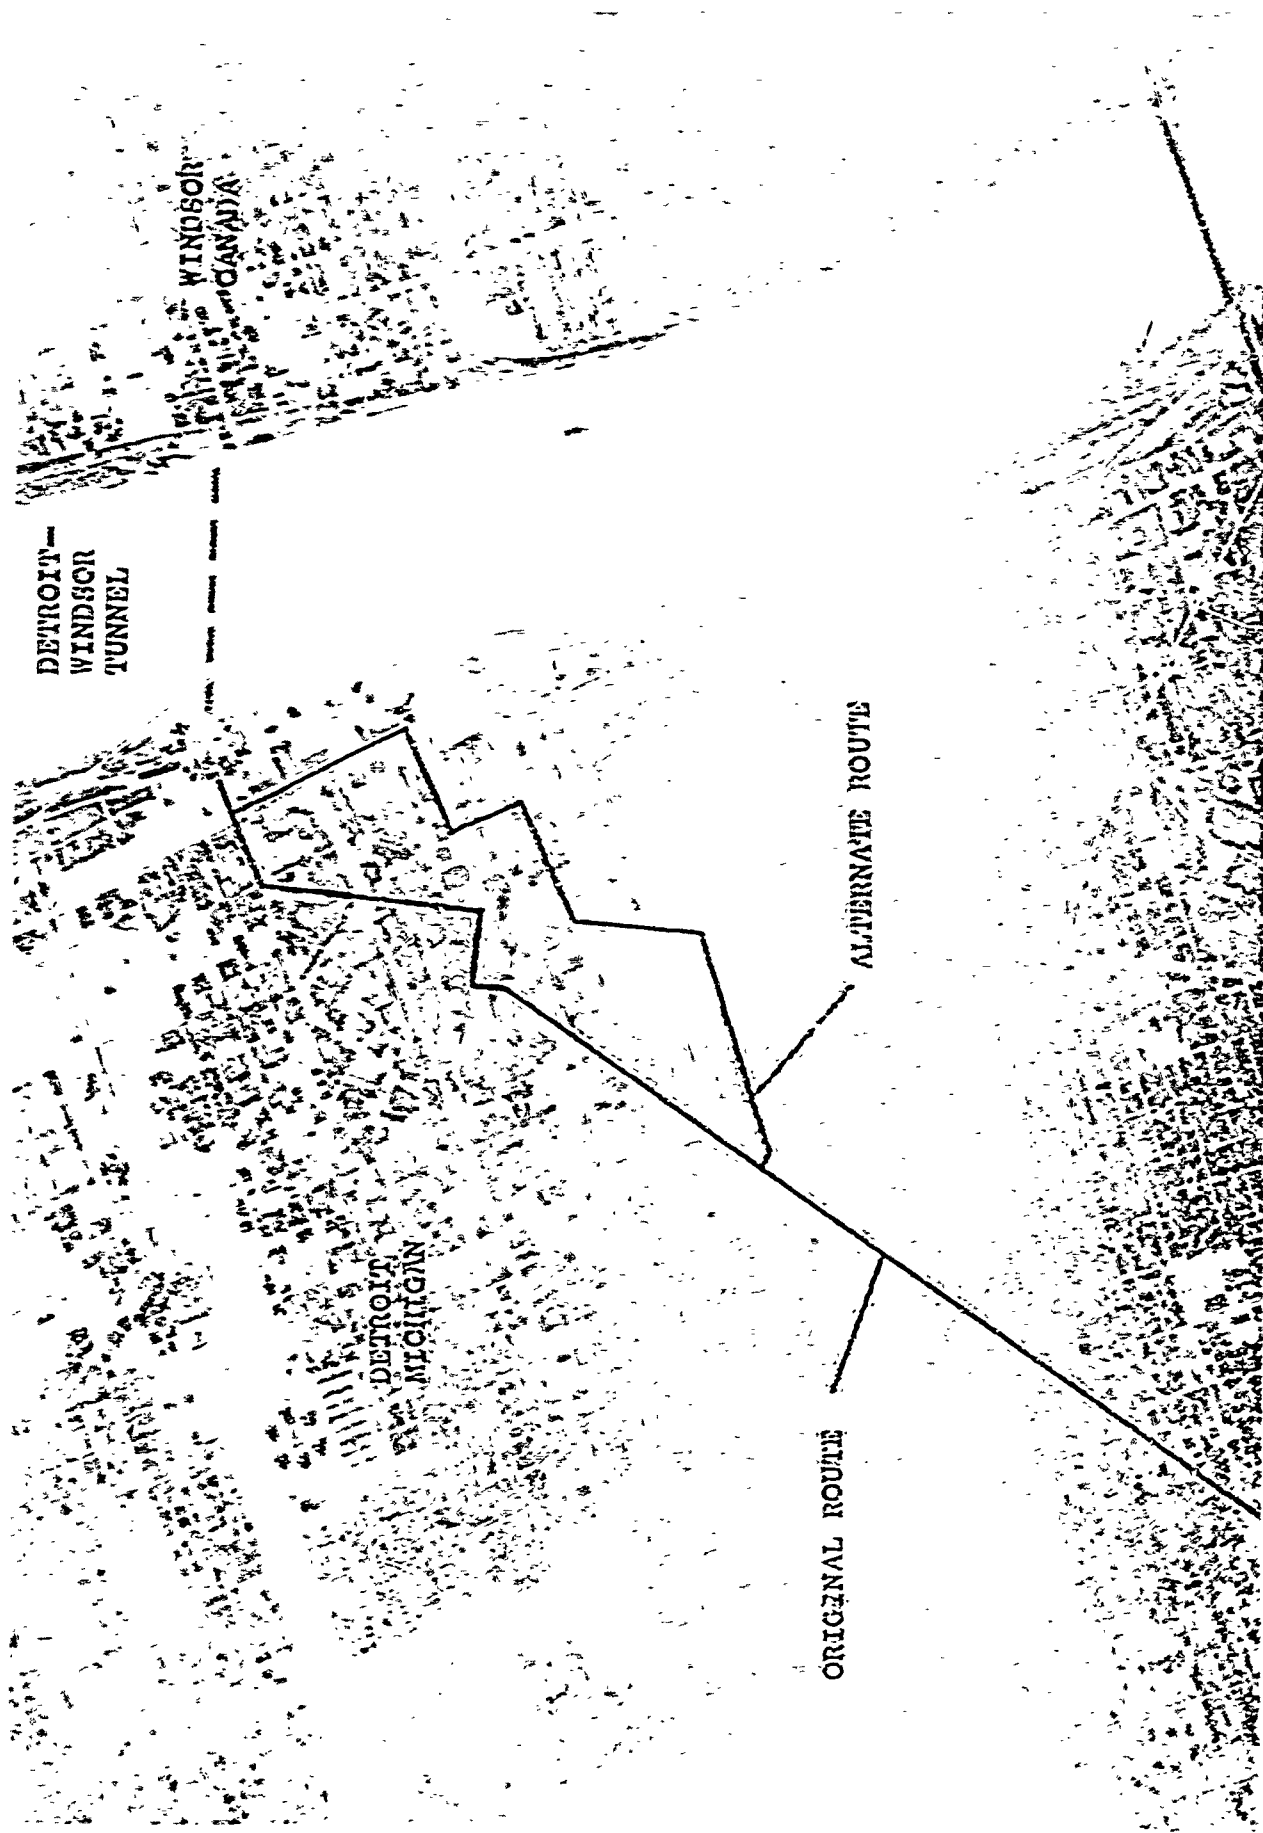 DETROIT-
WINDSOR
TUNNEL
WINDSOR
CANADA
DETROIT
MICHIGAN
ORIGINAL ROUTE
ALTERNATE ROUTE